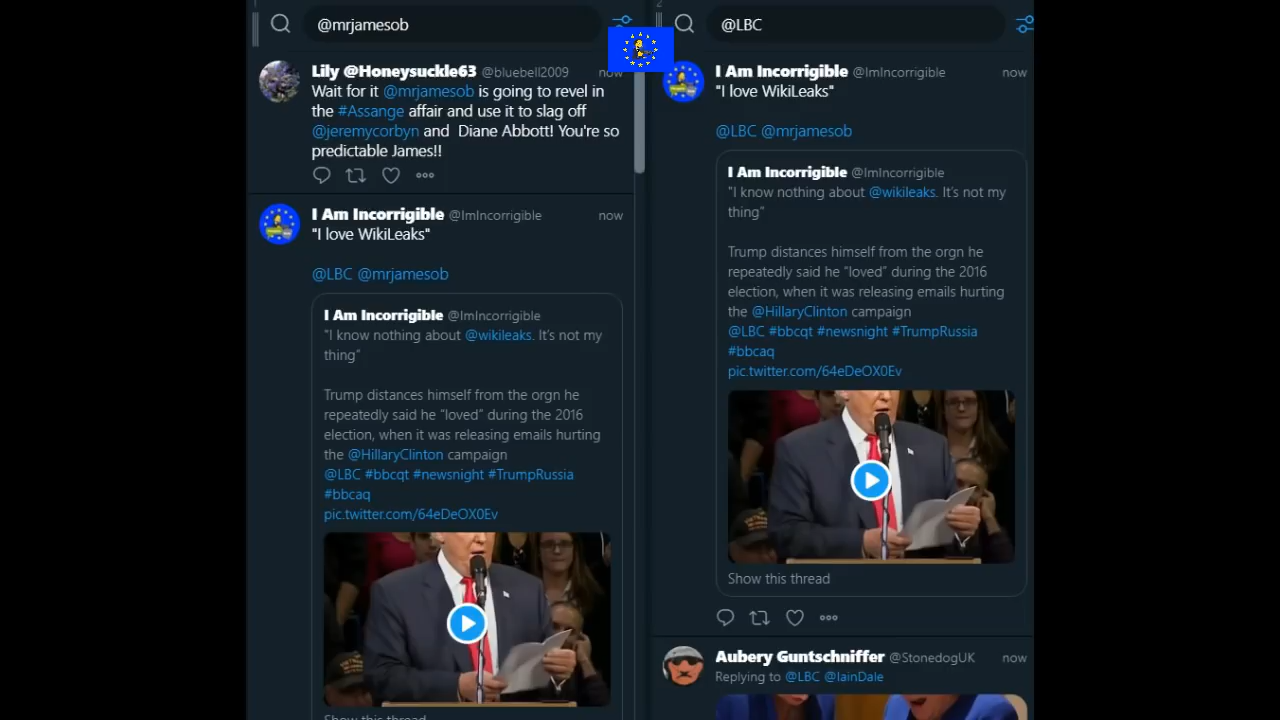 @mrjamesob
Lily @Honeysuckle63 @bluebell2009 now
Wait for it @mrjamesob is going to revel in
the #Assange affair and use it to slag off
@jeremycorbyn and Diane Abbott! You're so
predictable James!!
I Am Incorrigible @ImIncorrigible now
"I love WikiLeaks"
@LBC @mrjamesob
I Am Incorrigible @ImIncorrigible
"I know nothing about @wikileaks. It's not my
thing"
Trump distances himself from the orgn he
repeatedly said he "loved" during the 2016
election, when it was releasing emails hurting
the @HillaryClinton campaign
@LBC #bbcqt #newsnight #TrumpRussia
#bbcaq
pic.twitter.com/64eDeOX0Ev
Show this thread
@LBC
I Am Incorrigible @ImIncorrigible now
"I love WikiLeaks"
@LBC @mrjamesob
I Am Incorrigible @ImIncorrigible
"I know nothing about @wikileaks. It's not my
thing"
Trump distances himself from the orgn he
repeatedly said he "loved" during the 2016
election, when it was releasing emails hurting
the @HillaryClinton campaign
@LBC #bbcqt #newsnight #TrumpRussia
#bbcaq
pic.twitter.com/64eDeOX0Ev
Show this thread
Aubery Guntschniffer @StonedogUK now
Replying to @LBC @IainDale